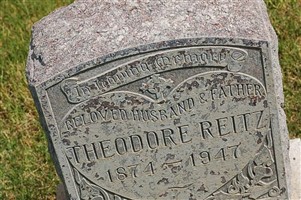 BELOVED HUSBAND & FATHER
THEODORE REITZ
1874 1947